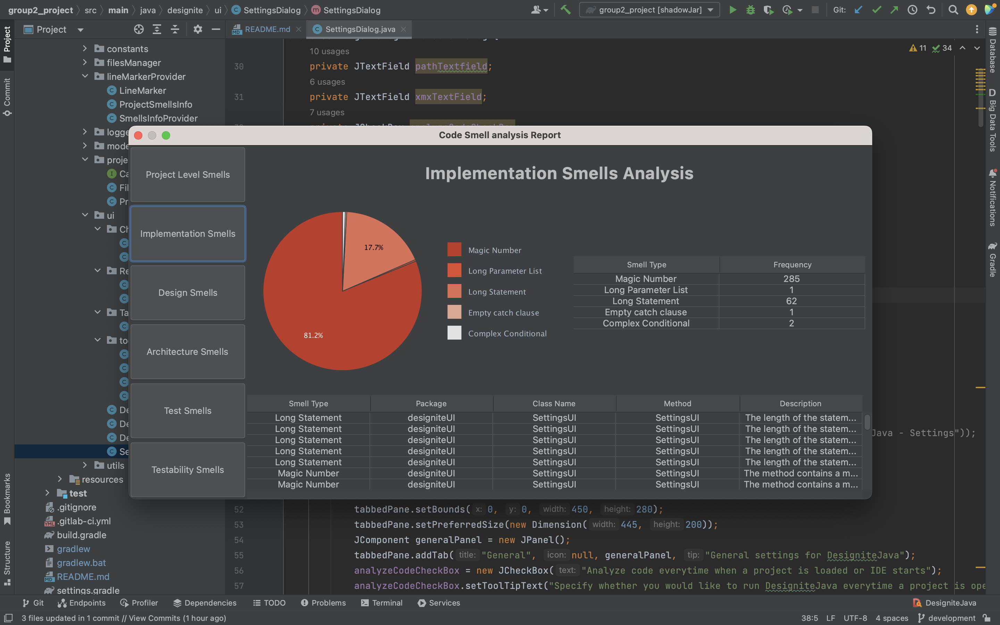 group2_project src main java designite ui SettingsDialog SettingsDialog
group2_project [shadowJar]
Git:
Project
README.md
SettingsDialog.java
Project
Commit
Bookmarks
Structure
constants
filesManager
lineMarkerProvider
LineMarker
ProjectSmellsInfo
SmellsInfoProvider
logge
mode
proje
Ca
Fil
Pr
ui
Ch
Re
Ta
too
De
De
De
Se
utils
resources
test
.gitignore
.gitlab-ci.yml
build.gradle
gradlew
gradlew.bat
README.md
settings.gradle
10 usages
30 private JTextField pathTextfield;
6 usages
31 private JTextField xmxTextField;
7 usages
11 34
Database
D Big Data Tools
Notifications
Gradle
Code Smell analysis Report
Project Level Smells
Implementation Smells
Design Smells
Architecture Smells
Test Smells
Testability Smells
Implementation Smells Analysis
17.7%
81.2%
Magic Number
Long Parameter List
Long Statement
Empty catch clause
Complex Conditional
Smell Type Frequency
Magic Number 285
Long Parameter List 1
Long Statement 62
Empty catch clause 1
Complex Conditional 2
Smell Type Package Class Name Method Description
Long Statement designiteUI SettingsUI SettingsUI The length of the statem...
Long Statement designiteUI SettingsUI SettingsUI The length of the statem...
Long Statement designiteUI SettingsUI SettingsUI The length of the statem...
Long Statement designiteUI SettingsUI SettingsUI The length of the statem...
Long Statement designiteUI SettingsUI SettingsUI The length of the statem...
Magic Number designiteUI SettingsUI SettingsUI The method contains a m...
Magic Number designiteUI SettingsUI SettingsUI The method contains a m...
Java - Settings"));
52 tabbedPane.setBounds( x: 0, y: 0, width: 450, height: 280);
53 tabbedPane.setPreferredSize(new Dimension( width: 445, height: 200));
54 JComponent generalPanel = new JPanel();
55 tabbedPane.addTab( title: "General", icon: null, generalPanel, tip: "General settings for DesigniteJava");
56 analyzeCodeCheckBox = new JCheckBox( text: "Analyze code everytime when a project is loaded or IDE starts");
57 analyzeCodeCheckBox.setToolTipText("Specify whether you would like to run DesigniteJava everytime a project is ope
Git Endpoints Profiler Dependencies TODO Problems Terminal Services DesigniteJava
3 files updated in 1 commit // View Commits (1 hour ago)
38:5 LF UTF-8 4 spaces development